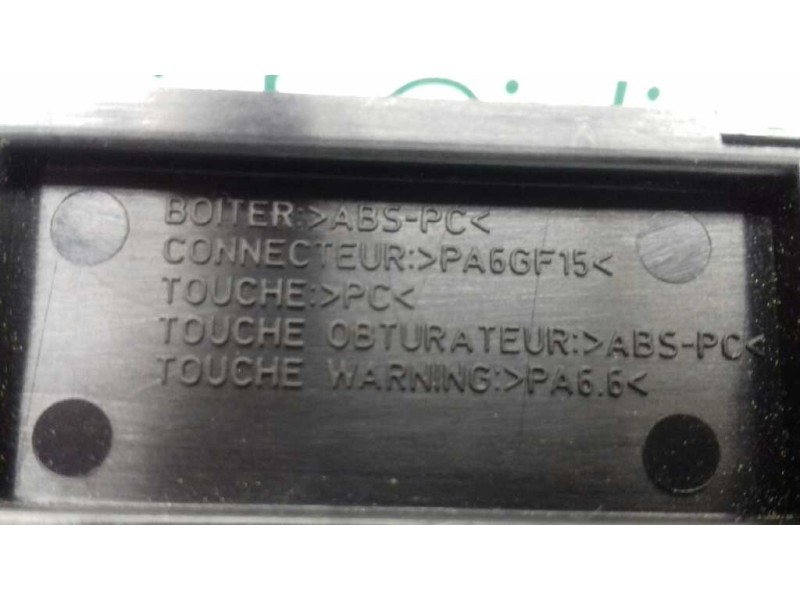 BOITER:>ABS-PC<
CONNECTEUR:>PA6GF15<
TOUCHE:>PC<
TOUCHE OBTURATEUR:>ABS-PC<
TOUCHE WARNING:>PA6.6<